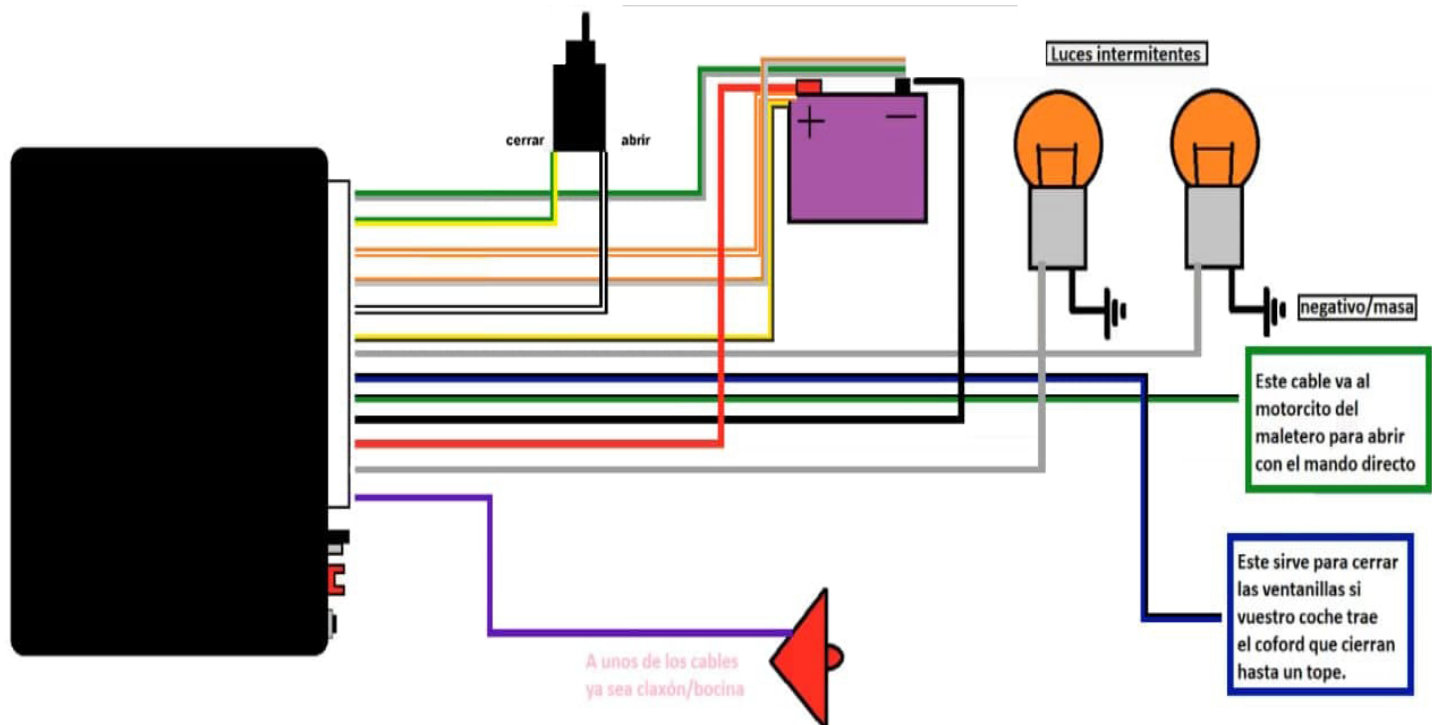 Luces intermitentes
cerrar
abrir
+
—
negativo/masa
Este cable va al
motorcito del
maletero para abrir
con el mando directo
Este sirve para cerrar
las ventanillas si
vuestro coche trae
el coford que cierran
hasta un tope.
A unos de los cables
ya sea claxón/bocina